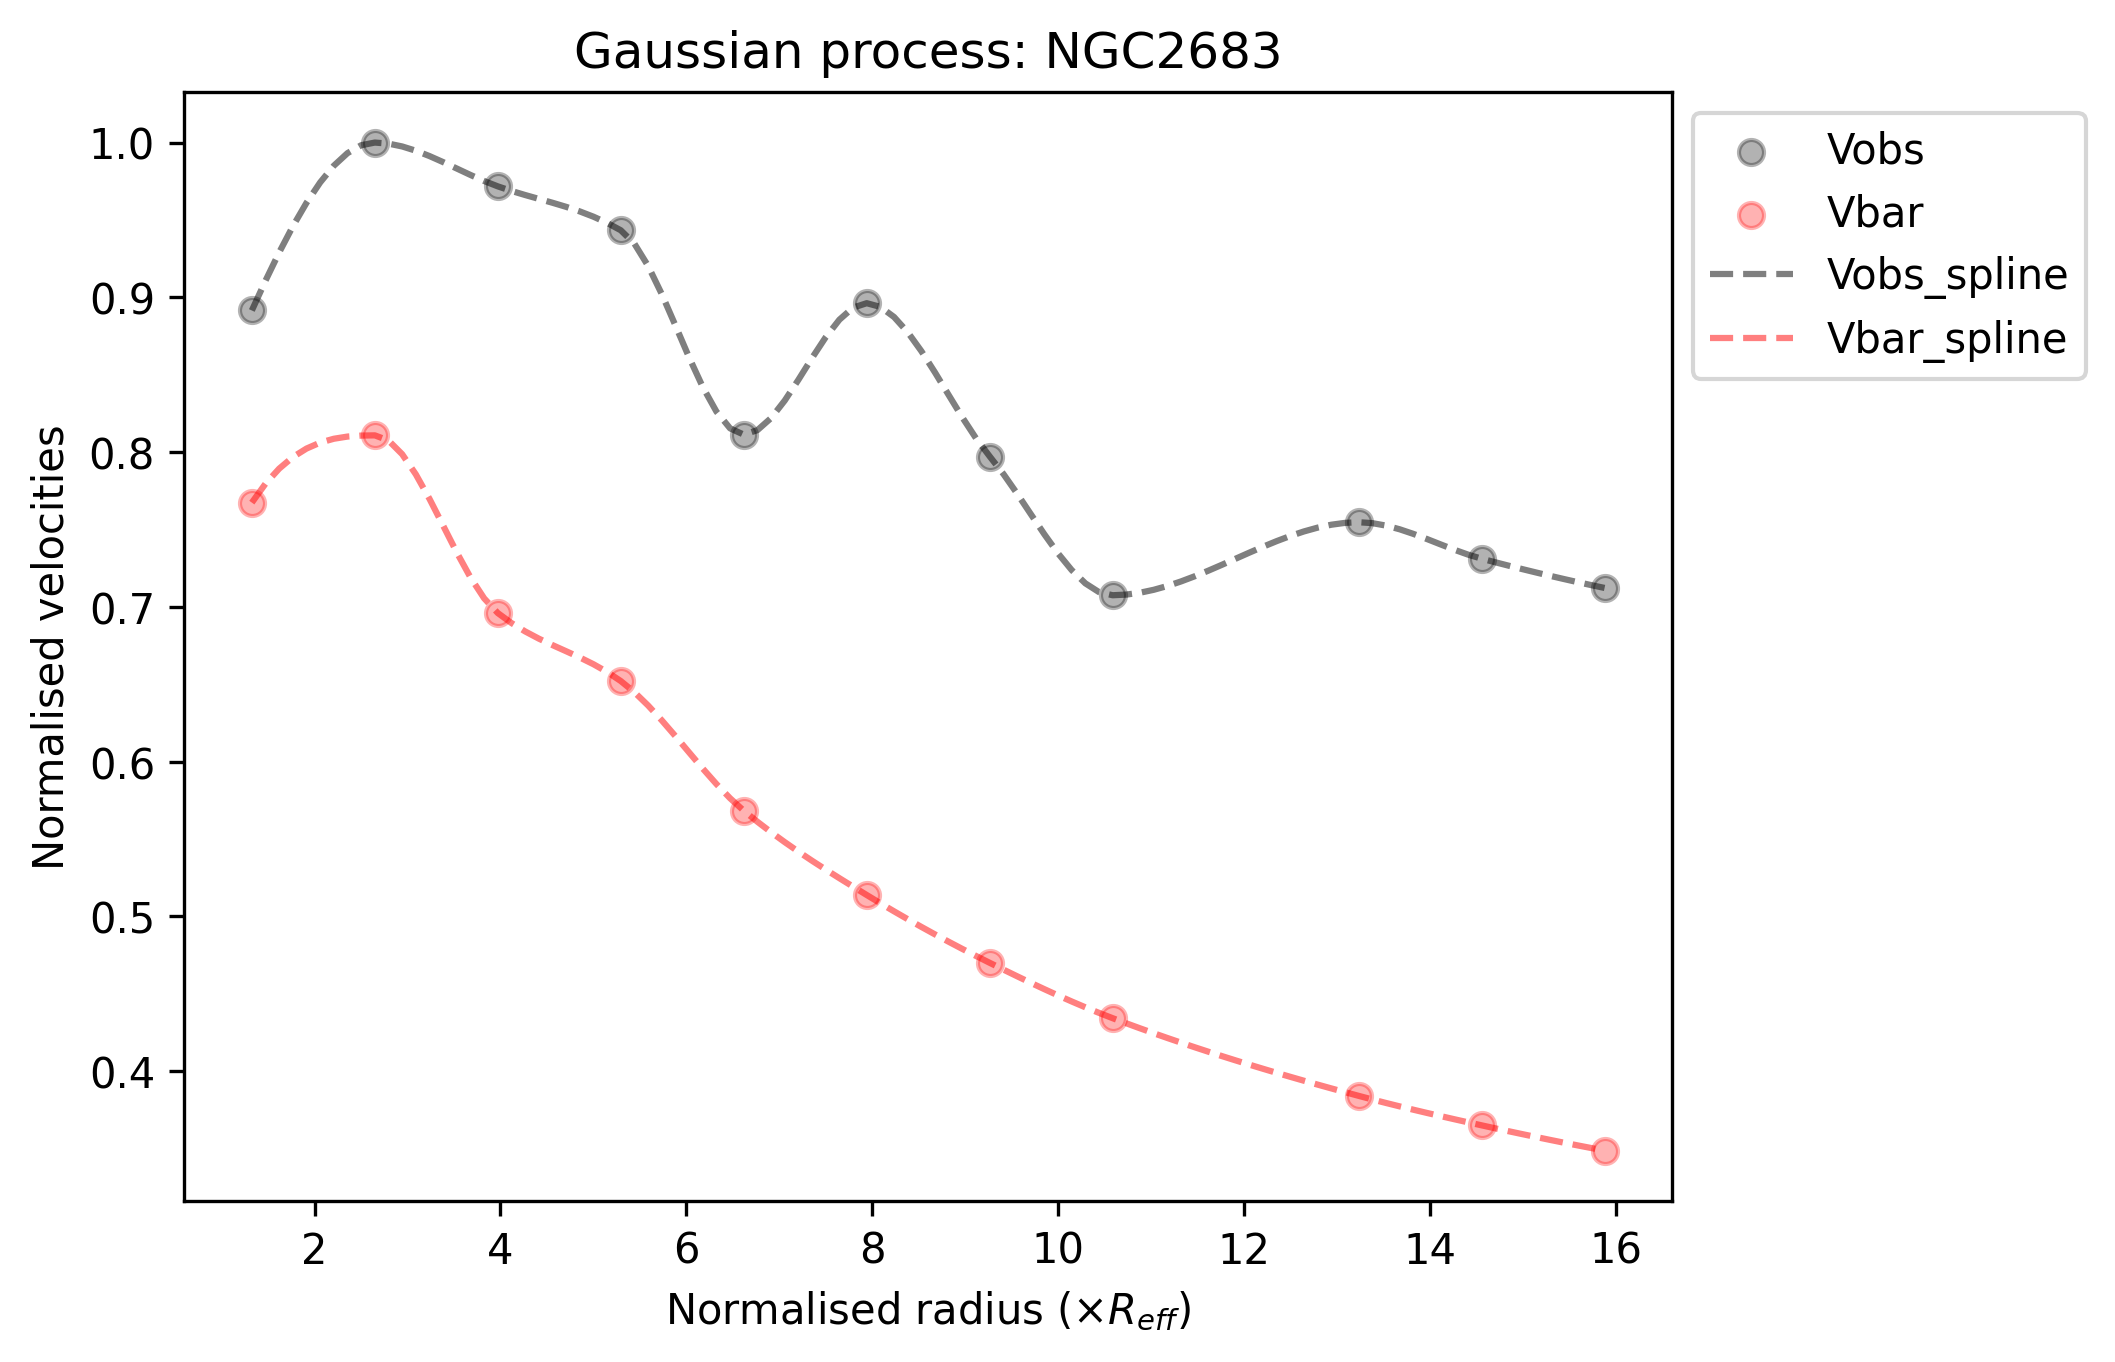 Gaussian process: NGC2683
Normalised velocities
1.0
0.9
0.8
0.7
0.6
0.5
0.4
2 4 6 8 10 12 14 16
Normalised radius (×R_eff)
Vobs
Vbar
Vobs_spline
Vbar_spline